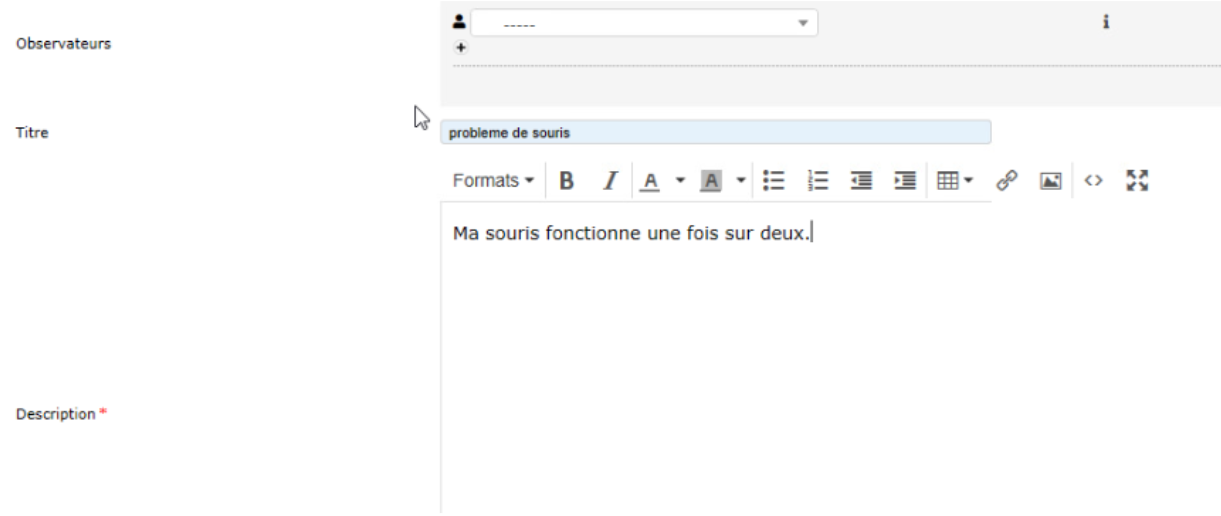 Observateurs
-----
Titre
probleme de souris
Formats B I A A
Ma souris fonctionne une fois sur deux.
Description *